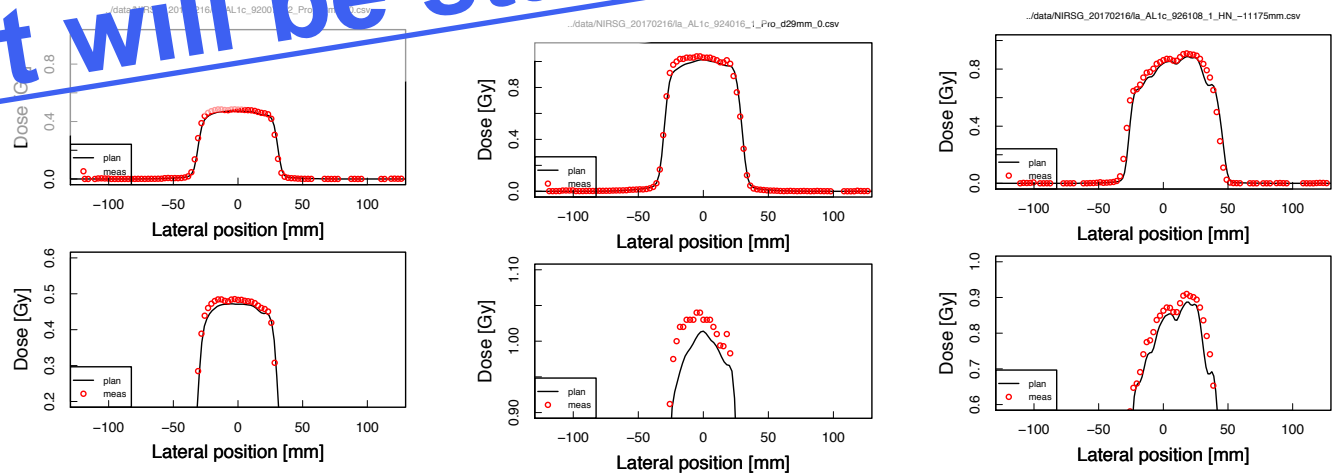 t will be st
../data/NIRSG_20170216/la_AL1c_924016_1_Pro_d29mm_0.csv
../data/NIRSG_20170216/la_AL1c_926108_1_HN_−11175mm.csv
Dose [Gy]
0.0 0.4 0.8
plan
meas
−100 −50 0 50 100
Lateral position [mm]
Dose [Gy]
0.0 0.4 0.8
plan
meas
−100 −50 0 50 100
Lateral position [mm]
Dose [Gy]
0.0 0.4 0.8
plan
meas
−100 −50 0 50 100
Lateral position [mm]
Dose [Gy]
0.2 0.3 0.4 0.5 0.6
plan
meas
−100 −50 0 50 100
Lateral position [mm]
Dose [Gy]
0.90 1.00 1.10
plan
meas
−100 −50 0 50 100
Lateral position [mm]
Dose [Gy]
0.6 0.7 0.8 0.9 1.0
plan
meas
−100 −50 0 50 100
Lateral position [mm]